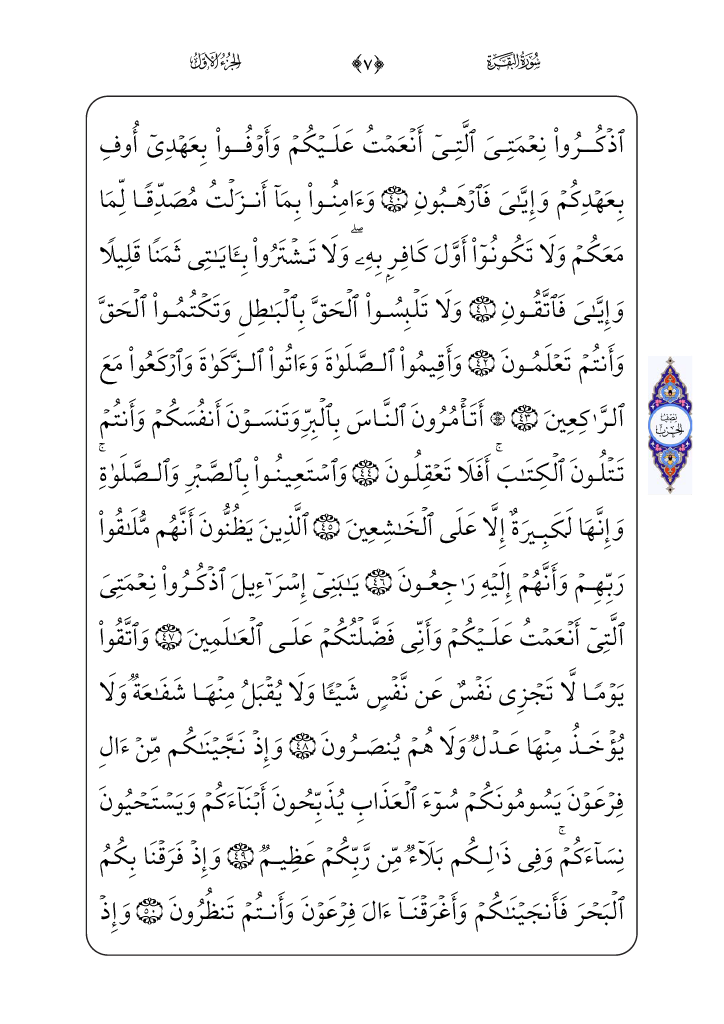 سُورَةُ البَقَرَة
﴿٧﴾
الجُزْءُ الأوَّلُ
ٱذۡكُرُواْ نِعۡمَتِيَ ٱلَّتِيٓ أَنۡعَمۡتُ عَلَيۡكُمۡ وَأَوۡفُواْ بِعَهۡدِيٓ أُوفِ
بِعَهۡدِكُمۡ وَإِيَّٰيَ فَٱرۡهَبُونِ ٤٠ وَءَامِنُواْ بِمَآ أَنزَلۡتُ مُصَدِّقٗا لِّمَا
مَعَكُمۡ وَلَا تَكُونُوٓاْ أَوَّلَ كَافِرِۭ بِهِۦۖ وَلَا تَشۡتَرُواْ بِـَٔايَٰتِي ثَمَنٗا قَلِيلٗا
وَإِيَّٰيَ فَٱتَّقُونِ ٤١ وَلَا تَلۡبِسُواْ ٱلۡحَقَّ بِٱلۡبَٰطِلِ وَتَكۡتُمُواْ ٱلۡحَقَّ
وَأَنتُمۡ تَعۡلَمُونَ ٤٢ وَأَقِيمُواْ ٱلصَّلَوٰةَ وَءَاتُواْ ٱلزَّكَوٰةَ وَٱرۡكَعُواْ مَعَ
ٱلرَّٰكِعِينَ ٤٣ ۞ أَتَأۡمُرُونَ ٱلنَّاسَ بِٱلۡبِرِّ وَتَنسَوۡنَ أَنفُسَكُمۡ وَأَنتُمۡ
تَتۡلُونَ ٱلۡكِتَٰبَۚ أَفَلَا تَعۡقِلُونَ ٤٤ وَٱسۡتَعِينُواْ بِٱلصَّبۡرِ وَٱلصَّلَوٰةِۚ
وَإِنَّهَا لَكَبِيرَةٌ إِلَّا عَلَى ٱلۡخَٰشِعِينَ ٤٥ ٱلَّذِينَ يَظُنُّونَ أَنَّهُم مُّلَٰقُواْ
رَبِّهِمۡ وَأَنَّهُمۡ إِلَيۡهِ رَٰجِعُونَ ٤٦ يَٰبَنِيٓ إِسۡرَٰٓءِيلَ ٱذۡكُرُواْ نِعۡمَتِيَ
ٱلَّتِيٓ أَنۡعَمۡتُ عَلَيۡكُمۡ وَأَنِّي فَضَّلۡتُكُمۡ عَلَى ٱلۡعَٰلَمِينَ ٤٧ وَٱتَّقُواْ
يَوۡمٗا لَّا تَجۡزِي نَفۡسٌ عَن نَّفۡسٖ شَيۡـٔٗا وَلَا يُقۡبَلُ مِنۡهَا شَفَٰعَةٞ وَلَا
يُؤۡخَذُ مِنۡهَا عَدۡلٞ وَلَا هُمۡ يُنصَرُونَ ٤٨ وَإِذۡ نَجَّيۡنَٰكُم مِّنۡ ءَالِ
فِرۡعَوۡنَ يَسُومُونَكُمۡ سُوٓءَ ٱلۡعَذَابِ يُذَبِّحُونَ أَبۡنَآءَكُمۡ وَيَسۡتَحۡيُونَ
نِسَآءَكُمۡۚ وَفِي ذَٰلِكُم بَلَآءٞ مِّن رَّبِّكُمۡ عَظِيمٞ ٤٩ وَإِذۡ فَرَقۡنَا بِكُمُ
ٱلۡبَحۡرَ فَأَنجَيۡنَٰكُمۡ وَأَغۡرَقۡنَآ ءَالَ فِرۡعَوۡنَ وَأَنتُمۡ تَنظُرُونَ ٥٠ وَإِذۡ
نِصْفُ
الحِزْبِ